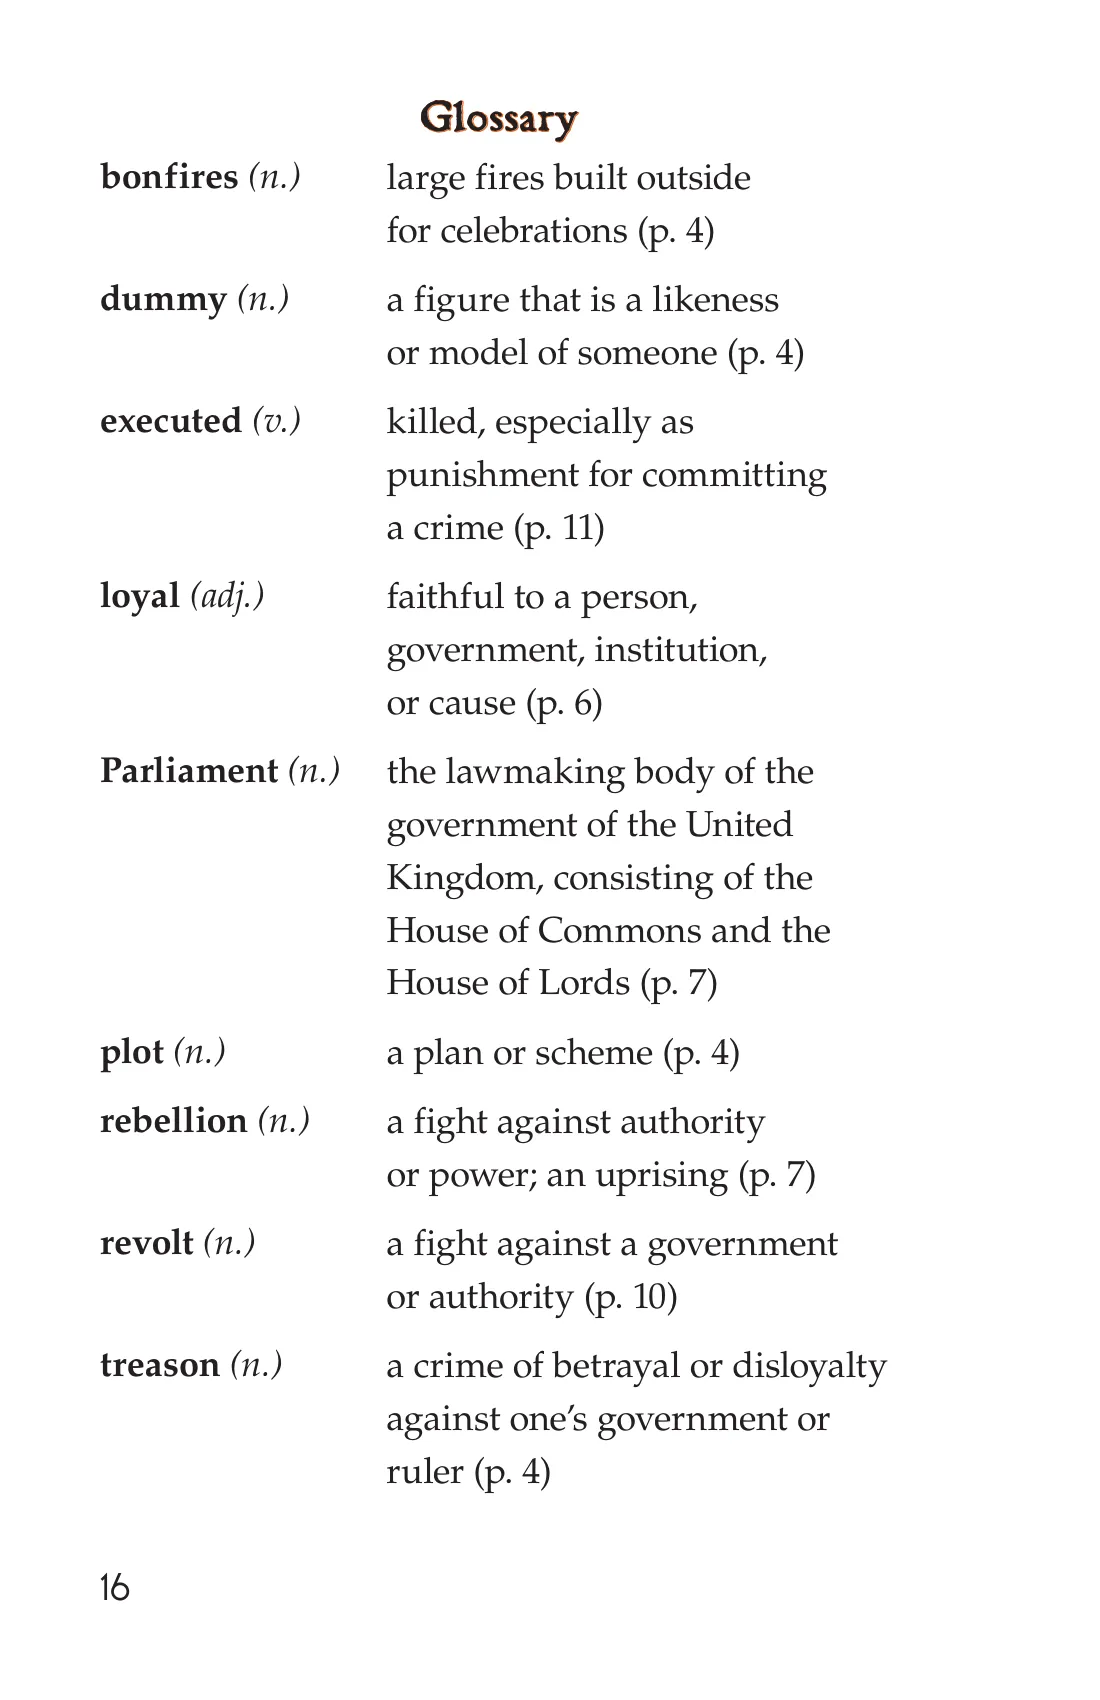 Glossary
bonfires (n.) large fires built outside
for celebrations (p. 4)
dummy (n.) a figure that is a likeness
or model of someone (p. 4)
executed (v.) killed, especially as
punishment for committing
a crime (p. 11)
loyal (adj.) faithful to a person,
government, institution,
or cause (p. 6)
Parliament (n.) the lawmaking body of the
government of the United
Kingdom, consisting of the
House of Commons and the
House of Lords (p. 7)
plot (n.) a plan or scheme (p. 4)
rebellion (n.) a fight against authority
or power; an uprising (p. 7)
revolt (n.) a fight against a government
or authority (p. 10)
treason (n.) a crime of betrayal or disloyalty
against one’s government or
ruler (p. 4)
16